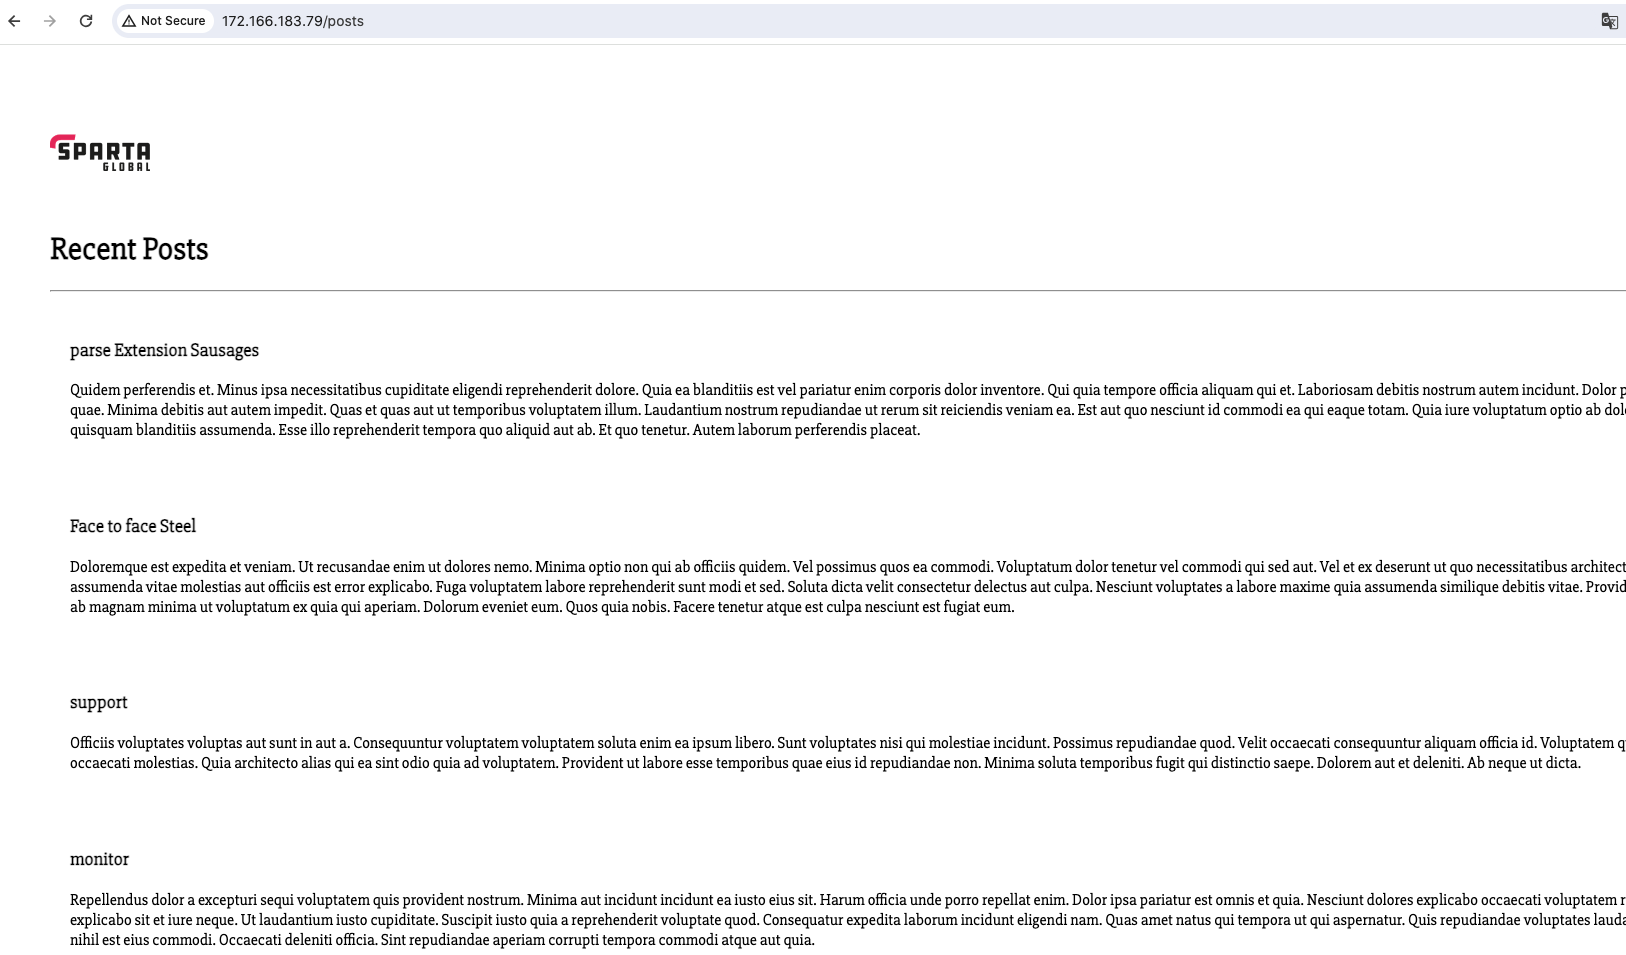 Not Secure 172.166.183.79/posts
SPARTA
GLOBAL
Recent Posts
parse Extension Sausages
Quidem perferendis et. Minus ipsa necessitatibus cupiditate eligendi reprehenderit dolore. Quia ea blanditiis est vel pariatur enim corporis dolor inventore. Qui quia tempore officia aliquam qui et. Laboriosam debitis nostrum autem incidunt. Dolor
quae. Minima debitis aut autem impedit. Quas et quas aut ut temporibus voluptatem illum. Laudantium nostrum repudiandae ut rerum sit reiciendis veniam ea. Est aut quo nesciunt id commodi ea qui eaque totam. Quia iure voluptatum optio ab
quisquam blanditiis assumenda. Esse illo reprehenderit tempora quo aliquid aut ab. Et quo tenetur. Autem laborum perferendis placeat.
Face to face Steel
Doloremque est expedita et veniam. Ut recusandae enim ut dolores nemo. Minima optio non qui ab officiis quidem. Vel possimus quos ea commodi. Voluptatum dolor tenetur vel commodi qui sed aut. Vel et ex deserunt ut quo necessitatibus
assumenda vitae molestias aut officiis est error explicabo. Fuga voluptatem labore reprehenderit sunt modi et sed. Soluta dicta velit consectetur delectus aut culpa. Nesciunt voluptates a labore maxime quia assumenda similique debitis vitae.
ab magnam minima ut voluptatum ex quia qui aperiam. Dolorum eveniet eum. Quos quia nobis. Facere tenetur atque est culpa nesciunt est fugiat eum.
support
Officiis voluptates voluptas aut sunt in aut a. Consequuntur voluptatem voluptatem soluta enim ea ipsum libero. Sunt voluptates nisi qui molestiae incidunt. Possimus repudiandae quod. Velit occaecati consequuntur aliquam officia id. Voluptatem
occaecati molestias. Quia architecto alias qui ea sint odio quia ad voluptatem. Provident ut labore esse temporibus quae eius id repudiandae non. Minima soluta temporibus fugit qui distinctio saepe. Dolorem aut et deleniti. Ab neque ut dicta.
monitor
Repellendus dolor a excepturi sequi voluptatem quis provident nostrum. Minima aut incidunt incidunt ea iusto eius sit. Harum officia unde porro repellat enim. Dolor ipsa pariatur est omnis et quia. Nesciunt dolores explicabo occaecati voluptatem
explicabo sit et iure neque. Ut laudantium iusto cupiditate. Suscipit iusto quia a reprehenderit voluptate quod. Consequatur expedita laborum incidunt eligendi nam. Quas amet natus qui tempora ut qui aspernatur. Quis repudiandae voluptates
nihil est eius commodi. Occaecati deleniti officia. Sint repudiandae aperiam corrupti tempora commodi atque aut quia.